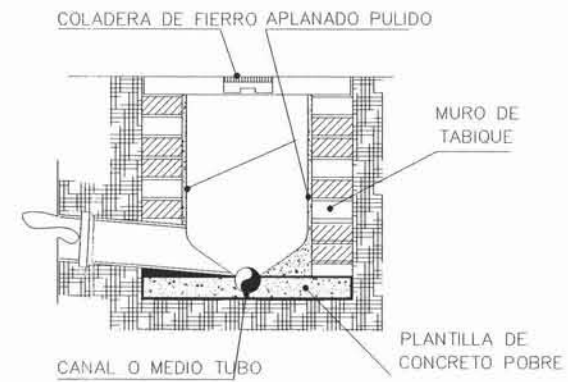 COLADERA DE FIERRO APLANADO PULIDO
MURO DE
TABIQUE
PLANTILLA DE
CONCRETO POBRE
CANAL O MEDIO TUBO